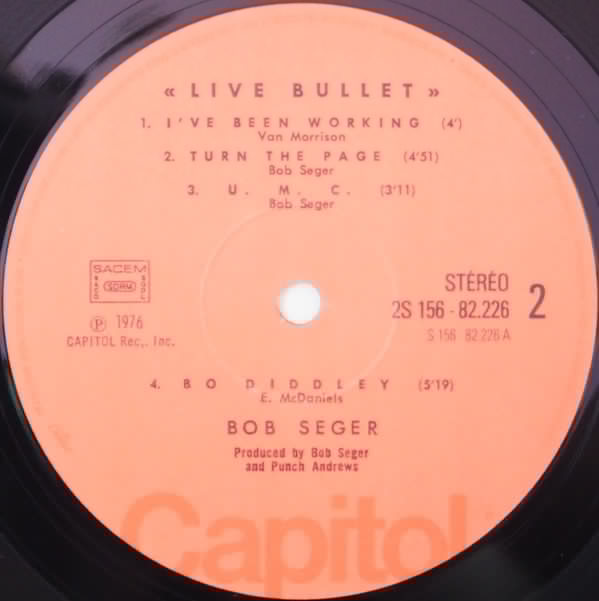 « LIVE BULLET »
1. I'VE BEEN WORKING (4')
Van Morrison
2. TURN THE PAGE (4'51)
Bob Seger
3. U. M. C. (3'11)
Bob Seger
SACEM
SDRM
℗ 1976
CAPITOL Rec,. Inc.
STÉRÉO
2S 156 - 82.226
2
S 156 82.226 A
4. BO DIDDLEY (5'19)
E. McDaniels
BOB SEGER
Produced by Bob Seger
and Punch Andrews
Capitol